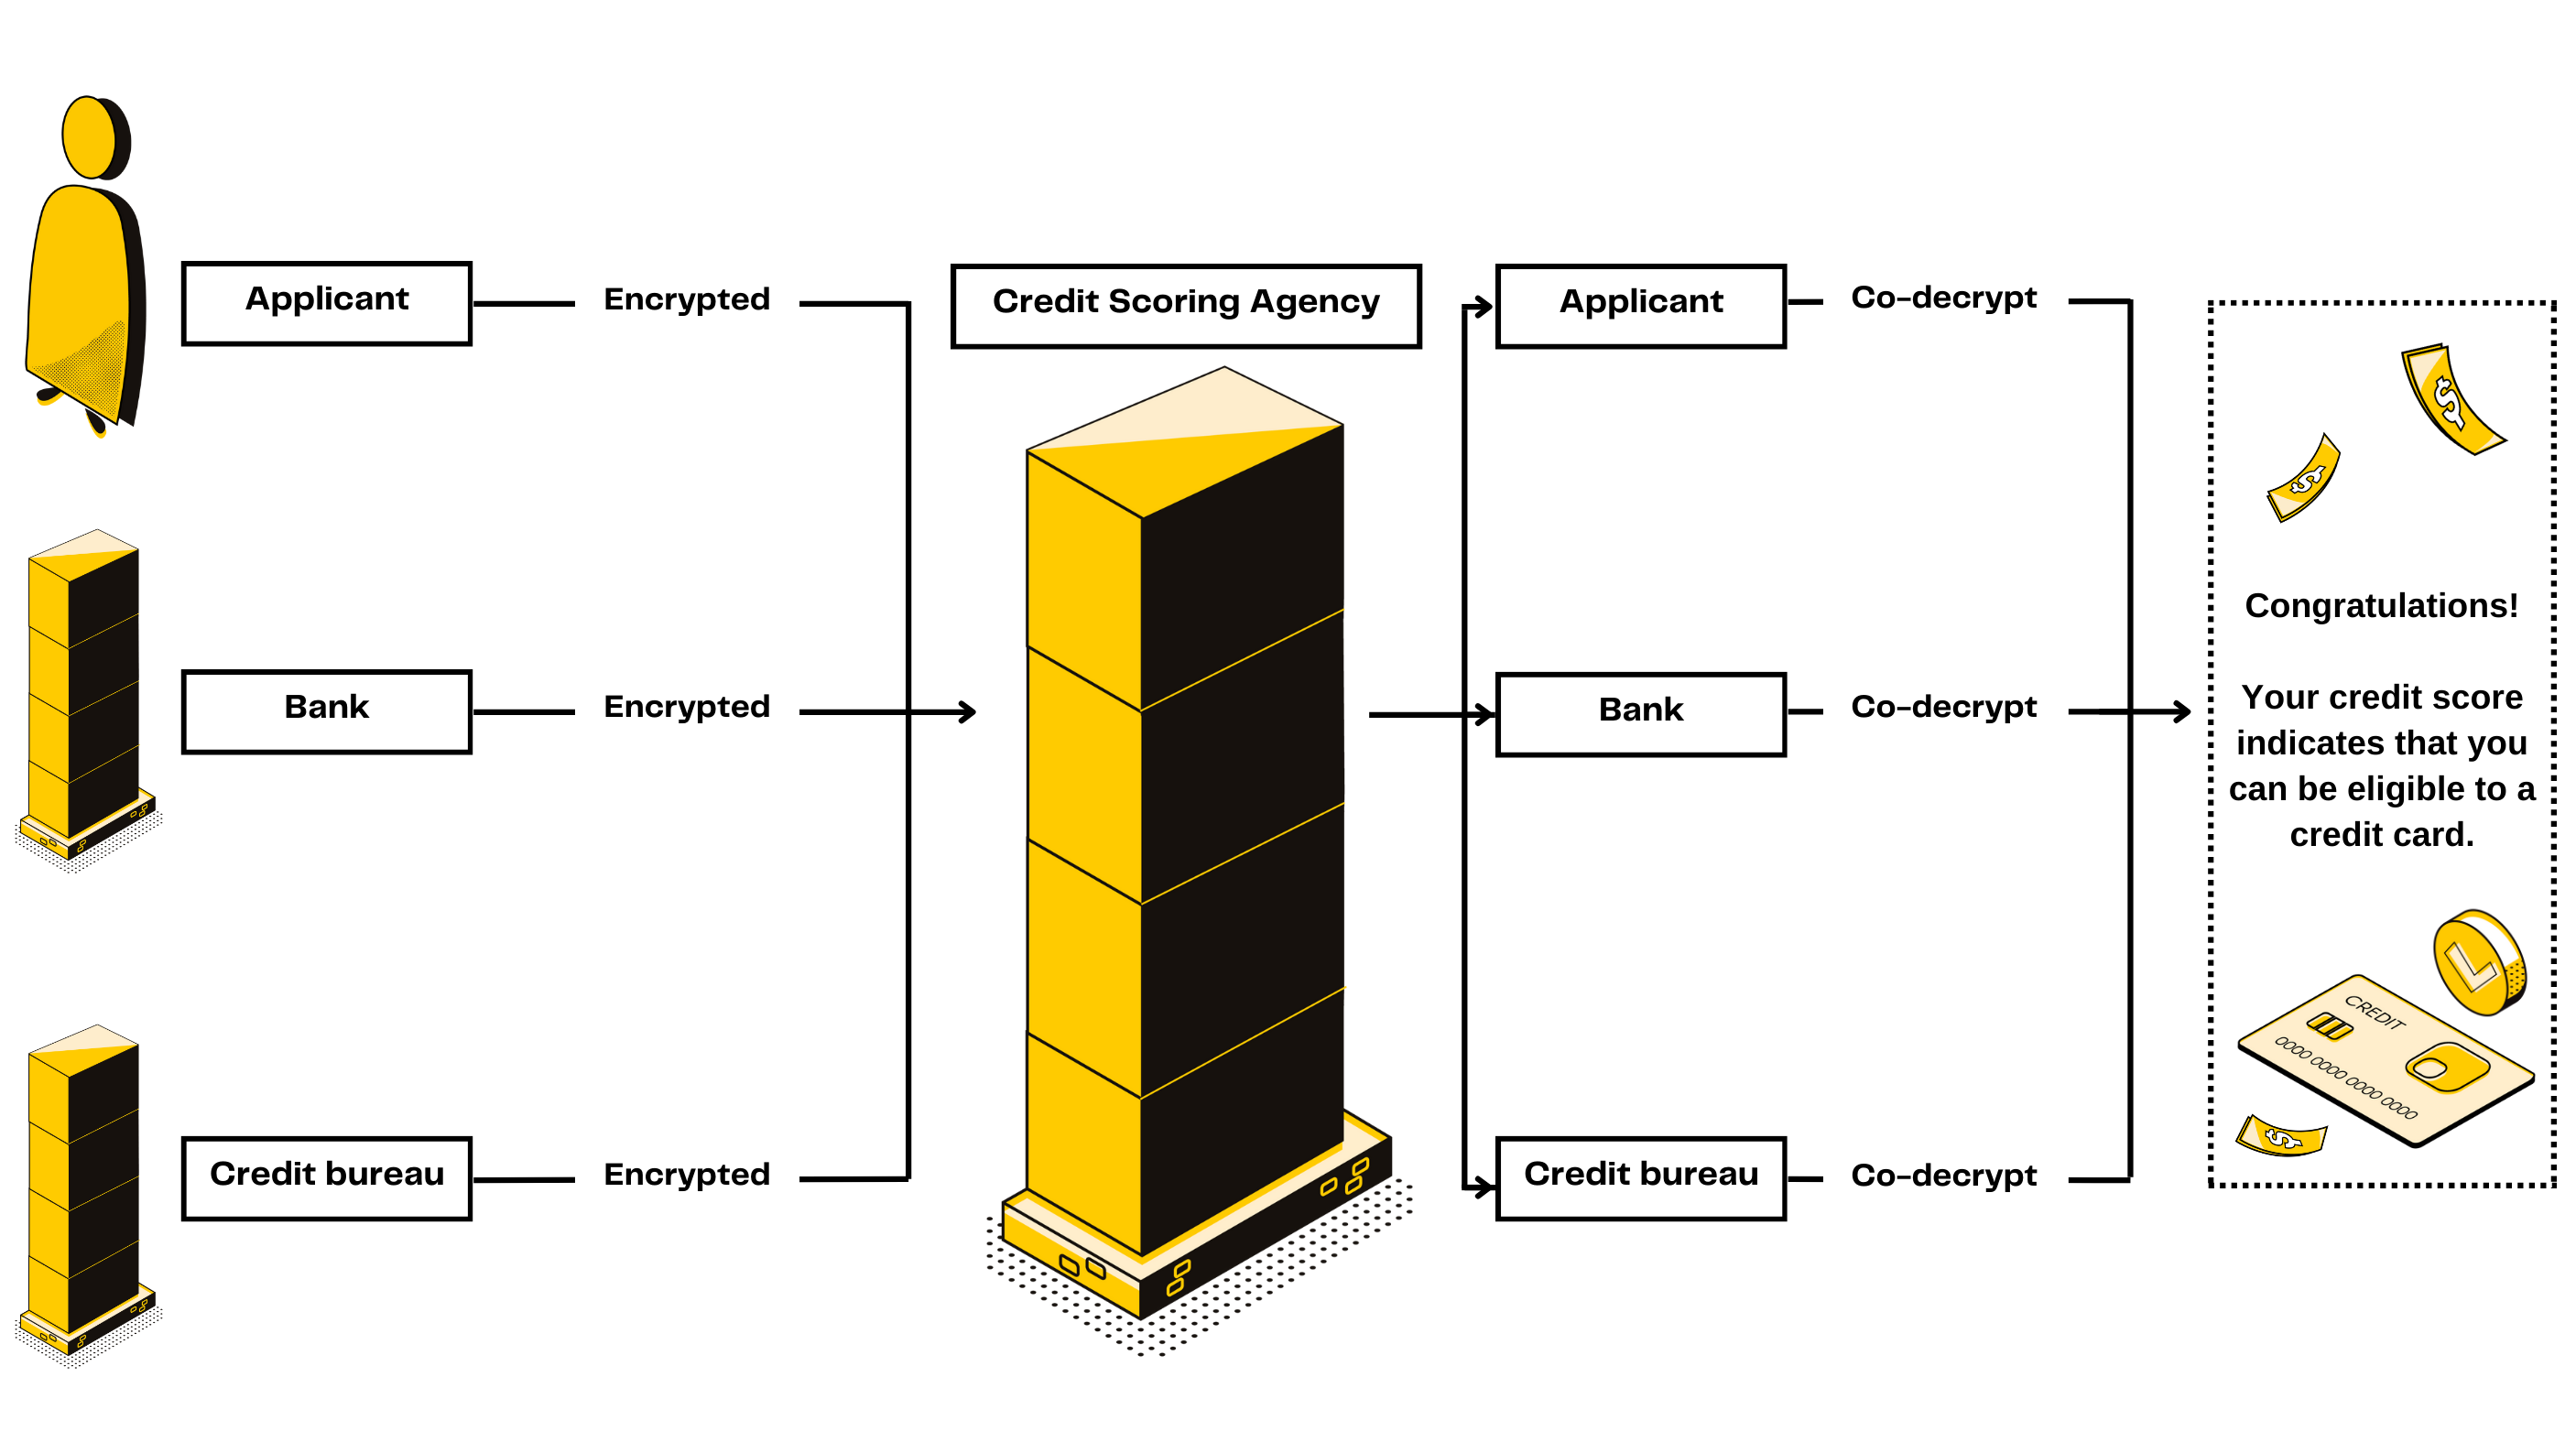 Applicant
Encrypted
Credit Scoring Agency
Applicant
Co-decrypt
$
$
Congratulations!
Bank
Encrypted
Bank
Co-decrypt
Your credit score
indicates that you
can be eligible to a
credit card.
CREDIT
0000 0000 0000 0000
$
Credit bureau
Encrypted
Credit bureau
Co-decrypt